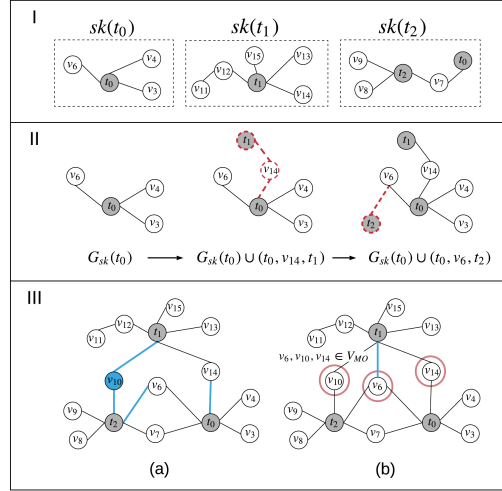 I
sk(t₀) sk(t₁) sk(t₂)
v₆ v₄ t₀ v₃
v₁₅ v₁₃ v₁₂ t₁ v₁₁ v₁₄
v₉ t₀ t₂ v₈ v₇
II
v₆ v₄ t₀ v₃
t₁ v₁₄ v₆ v₄ t₀ v₃
t₁ v₆ v₁₄ v₄ t₀ v₃ t₂
G_sk(t₀) → G_sk(t₀) ∪ (t₀, v₁₄, t₁) → G_sk(t₀) ∪ (t₀, v₆, t₂)
III
v₁₅ v₁₂ v₁₃ v₁₁ t₁
v₁₀ v₆ v₁₄ v₄
v₉ t₂ t₀ v₈ v₇ v₃
v₁₅ v₁₂ v₁₃ v₁₁ t₁
v₆, v₁₀, v₁₄ ∈ V_MO
v₁₀ v₆ v₁₄ v₄
v₉ t₂ t₀ v₈ v₇ v₃
(a) (b)